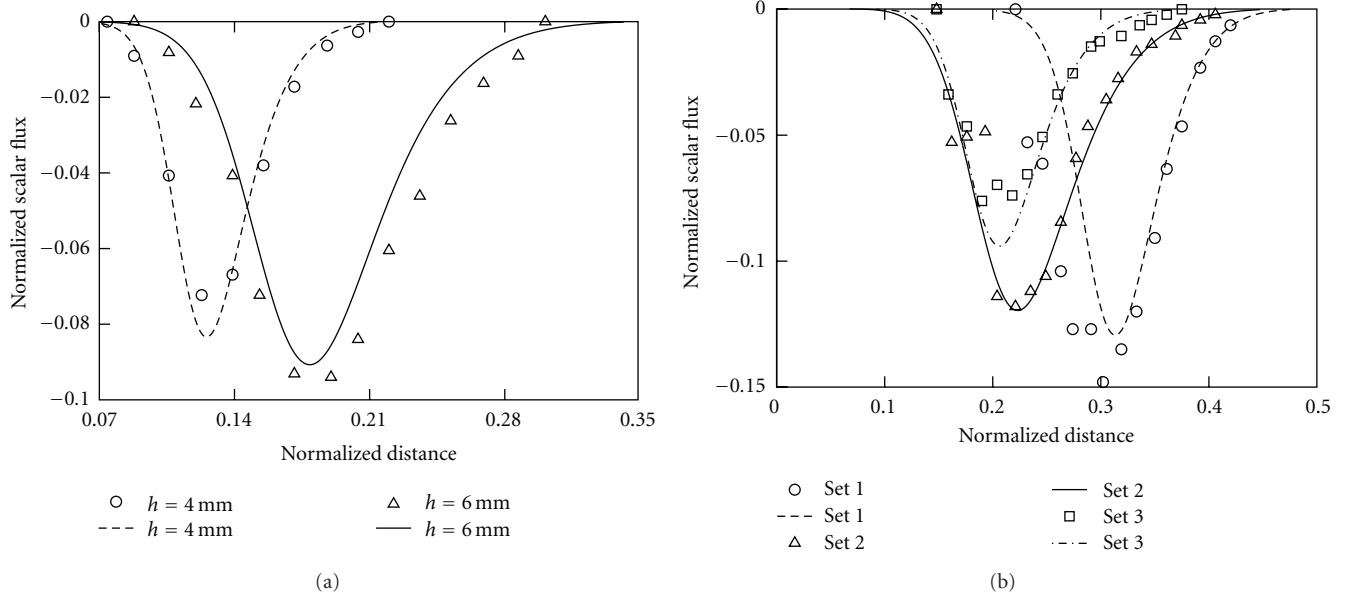 0
−0.02
−0.04
−0.06
−0.08
−0.1
0.07
0.14
0.21
0.28
0.35
Normalized scalar flux
Normalized distance
h = 4 mm
h = 4 mm
h = 6 mm
h = 6 mm
(a)
0
−0.05
−0.1
−0.15
0
0.1
0.2
0.3
0.4
0.5
Normalized scalar flux
Normalized distance
Set 1
Set 1
Set 2
Set 2
Set 3
Set 3
(b)